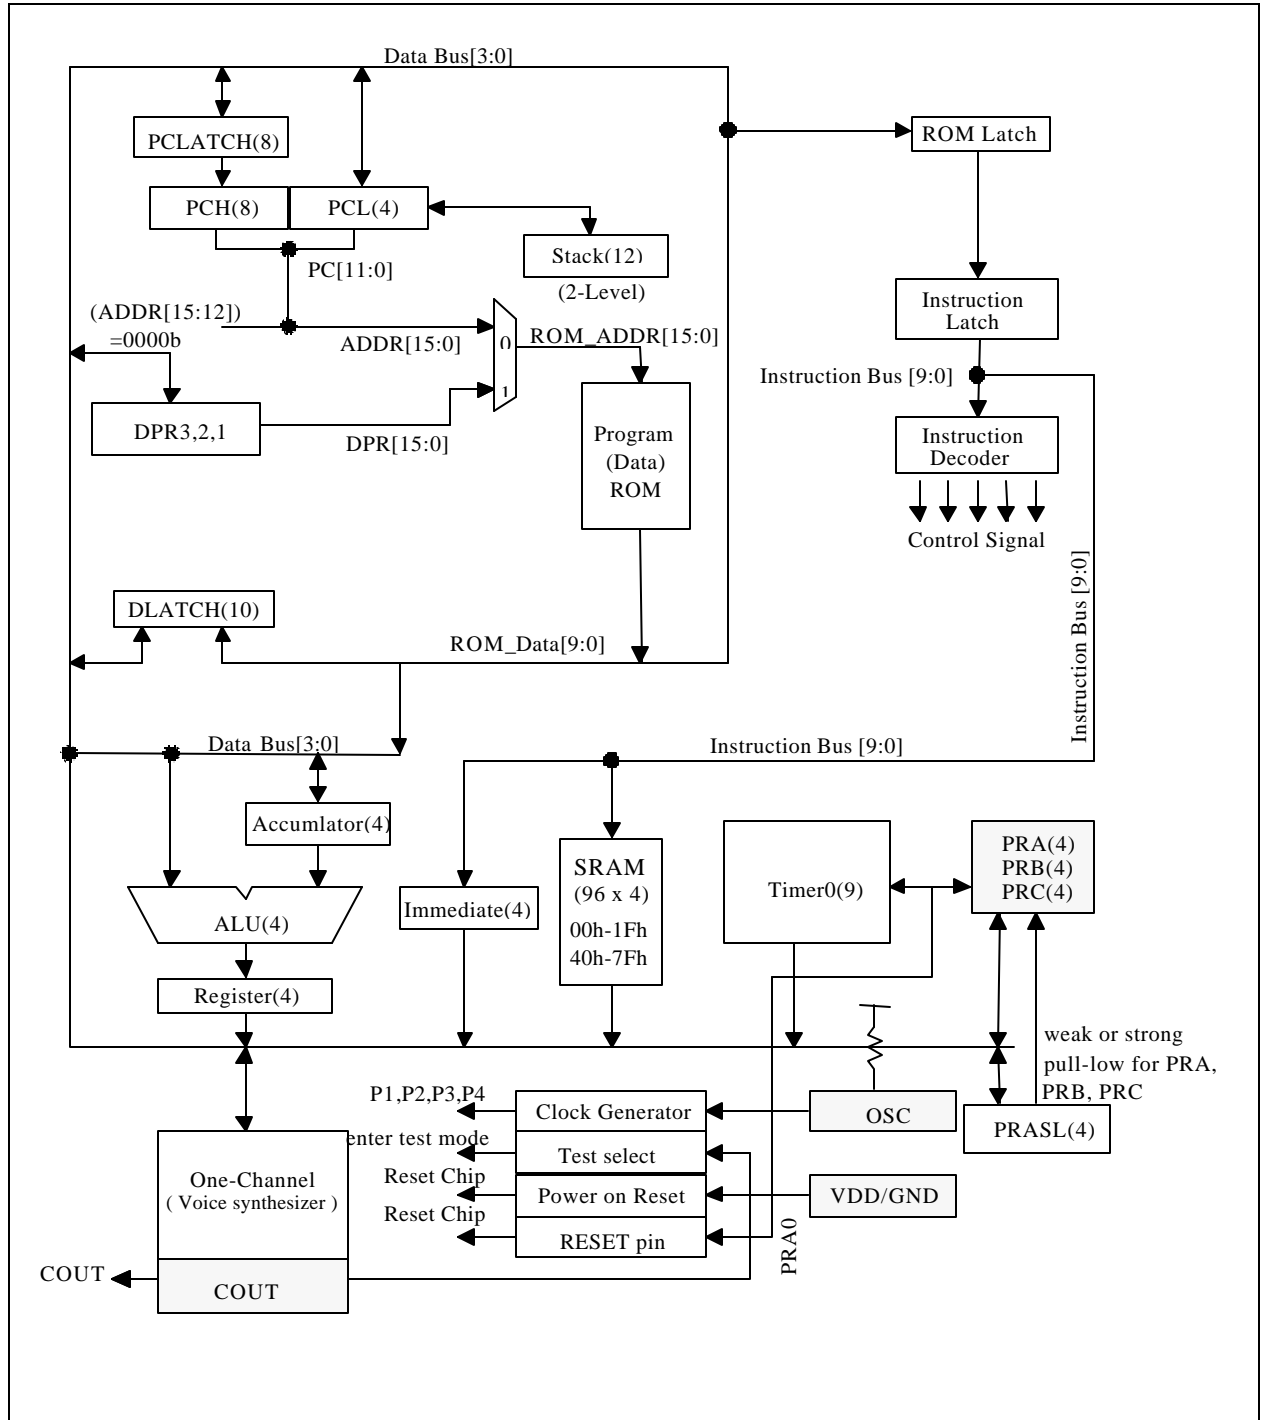 Data Bus[3:0]
PCLATCH(8)
ROM Latch
PCH(8)
PCL(4)
Stack(12)
(2-Level)
PC[11:0]
(ADDR[15:12])
=0000b
ADDR[15:0]
0
1
ROM_ADDR[15:0]
Instruction
Latch
Instruction Bus [9:0]
DPR3,2,1
DPR[15:0]
Program
(Data)
ROM
Instruction
Decoder
Control Signal
Instruction Bus [9:0]
DLATCH(10)
ROM_Data[9:0]
Data Bus[3:0]
Instruction Bus [9:0]
Accumlator(4)
ALU(4)
Register(4)
Immediate(4)
SRAM
(96 x 4)
00h-1Fh
40h-7Fh
Timer0(9)
PRA(4)
PRB(4)
PRC(4)
weak or strong
pull-low for PRA,
PRB, PRC
PRASL(4)
P1,P2,P3,P4
Clock Generator
OSC
enter test mode
Test select
Reset Chip
Power on Reset
VDD/GND
Reset Chip
RESET pin
PRA0
One-Channel
( Voice synthesizer )
COUT
COUT